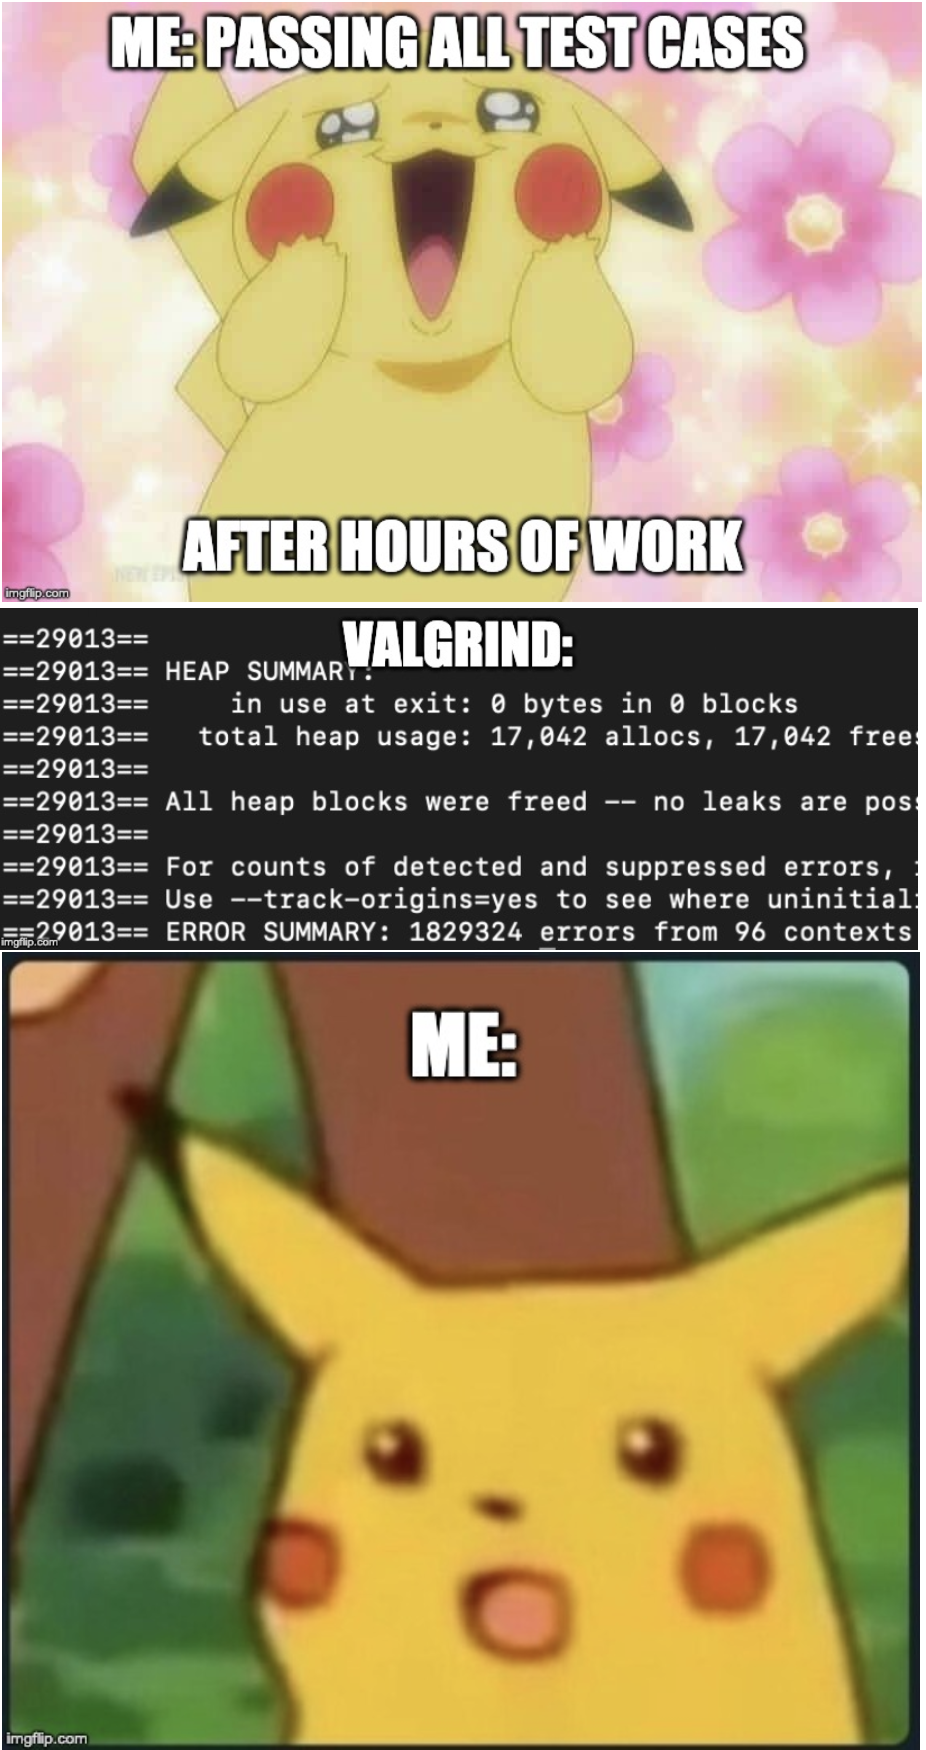 ME: PASSING ALL TEST CASES
AFTER HOURS OF WORK
imgflip.com
VALGRIND:
==29013==
==29013== HEAP SUMMARY:
==29013==     in use at exit: 0 bytes in 0 blocks
==29013==   total heap usage: 17,042 allocs, 17,042 frees
==29013==
==29013== All heap blocks were freed -- no leaks are pos
==29013==
==29013== For counts of detected and suppressed errors,
==29013== Use --track-origins=yes to see where uninitial
==29013== ERROR SUMMARY: 1829324 errors from 96 contexts
imgflip.com
ME:
imgflip.com